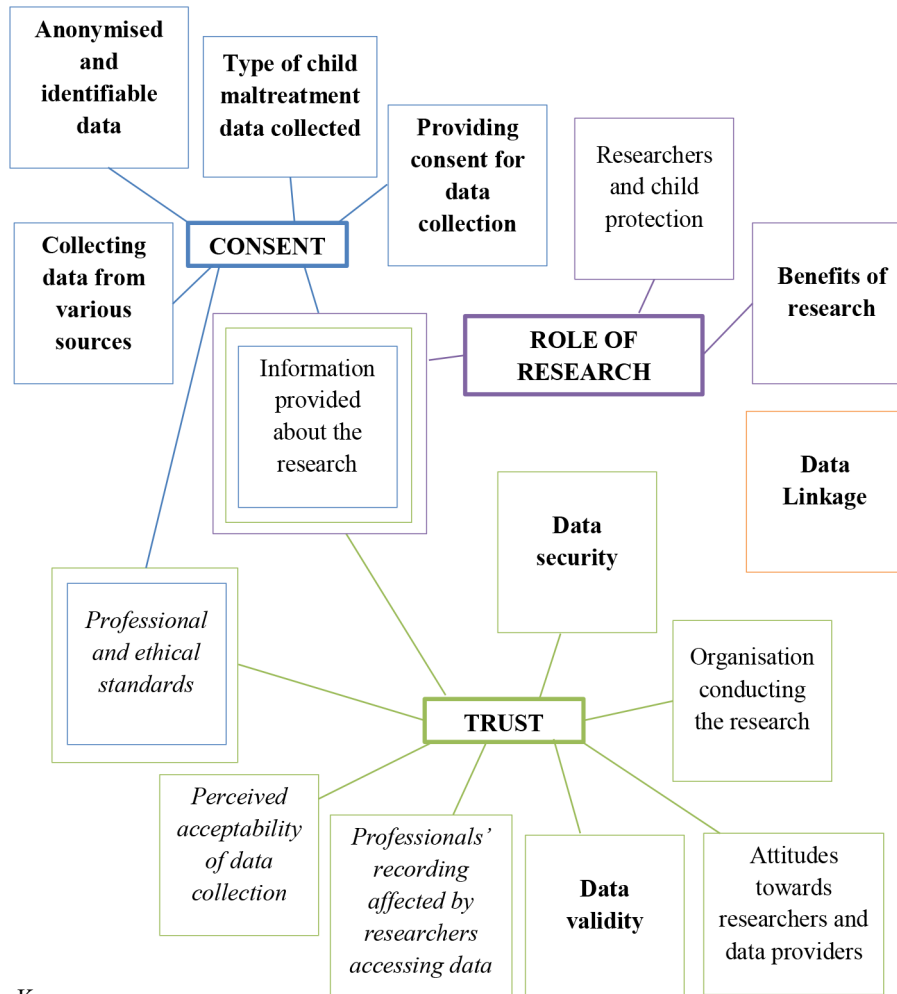 Anonymised
and
identifiable
data
Type of child
maltreatment
data collected
Providing
consent for
data
collection
Researchers
and child
protection
CONSENT
Collecting
data from
various
sources
Benefits of
research
ROLE OF
RESEARCH
Information
provided
about the
research
Data
Linkage
Data
security
Professional
and ethical
standards
Organisation
conducting
the research
TRUST
Perceived
acceptability
of data
collection
Professionals’
recording
affected by
researchers
accessing data
Data
validity
Attitudes
towards
researchers and
data providers